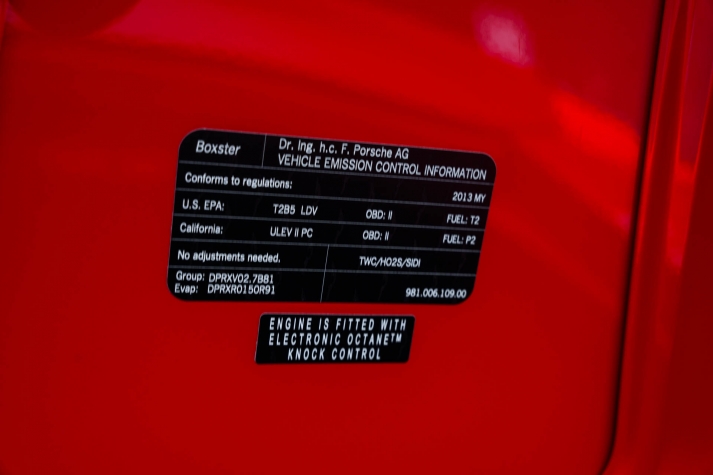 Boxster
Dr. Ing. h.c. F. Porsche AG
VEHICLE EMISSION CONTROL INFORMATION
Conforms to regulations: 2013 MY
U.S. EPA: T2B5 LDV OBD: II FUEL: T2
California: ULEV II PC OBD: II FUEL: P2
No adjustments needed. TWC/HO2S/SIDI
Group: DPRXV02.7BB1
Evap: DPRXR0150R91 981.006.109.00
ENGINE IS FITTED WITH
ELECTRONIC OCTANE™
KNOCK CONTROL